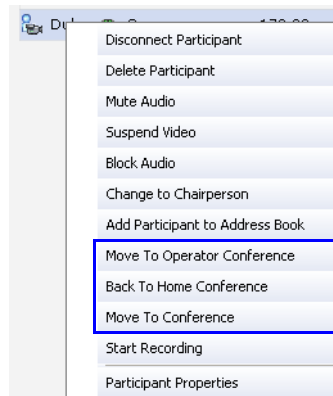 Disconnect Participant
Delete Participant
Mute Audio
Suspend Video
Block Audio
Change to Chairperson
Add Participant to Address Book
Move To Operator Conference
Back To Home Conference
Move To Conference
Start Recording
Participant Properties